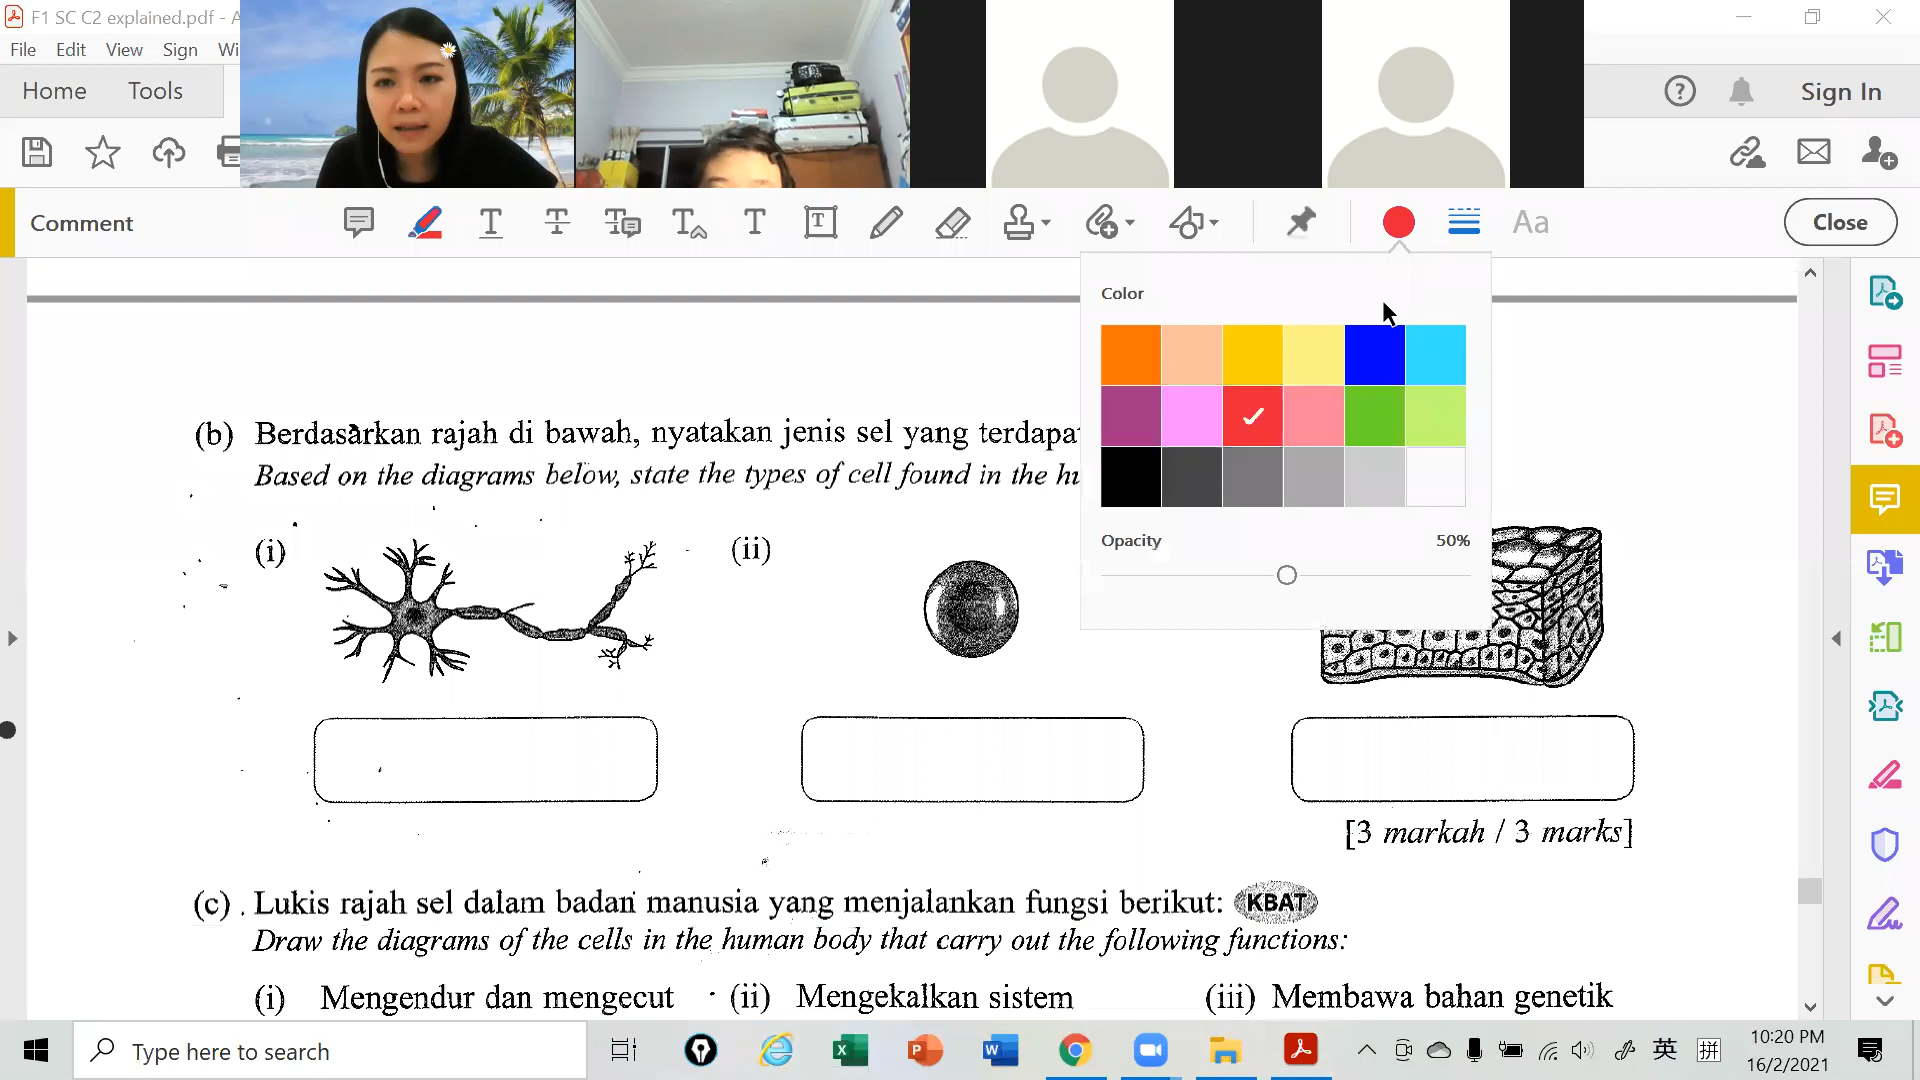 F1 SC C2 explained.pdf - A
File Edit View Sign Wi
Home Tools
Sign In
Comment
Aa
Close
Color
Opacity 50%
(b) Berdasarkan rajah di bawah, nyatakan jenis sel yang terdapat
Based on the diagrams below, state the types of cell found in the hu
(i) (ii)
[3 markah / 3 marks]
(c) Lukis rajah sel dalam badan manusia yang menjalankan fungsi berikut: KBAT
Draw the diagrams of the cells in the human body that carry out the following functions:
(i) Mengendur dan mengecut (ii) Mengekalkan sistem (iii) Membawa bahan genetik
Type here to search
英 拼
10:20 PM
16/2/2021